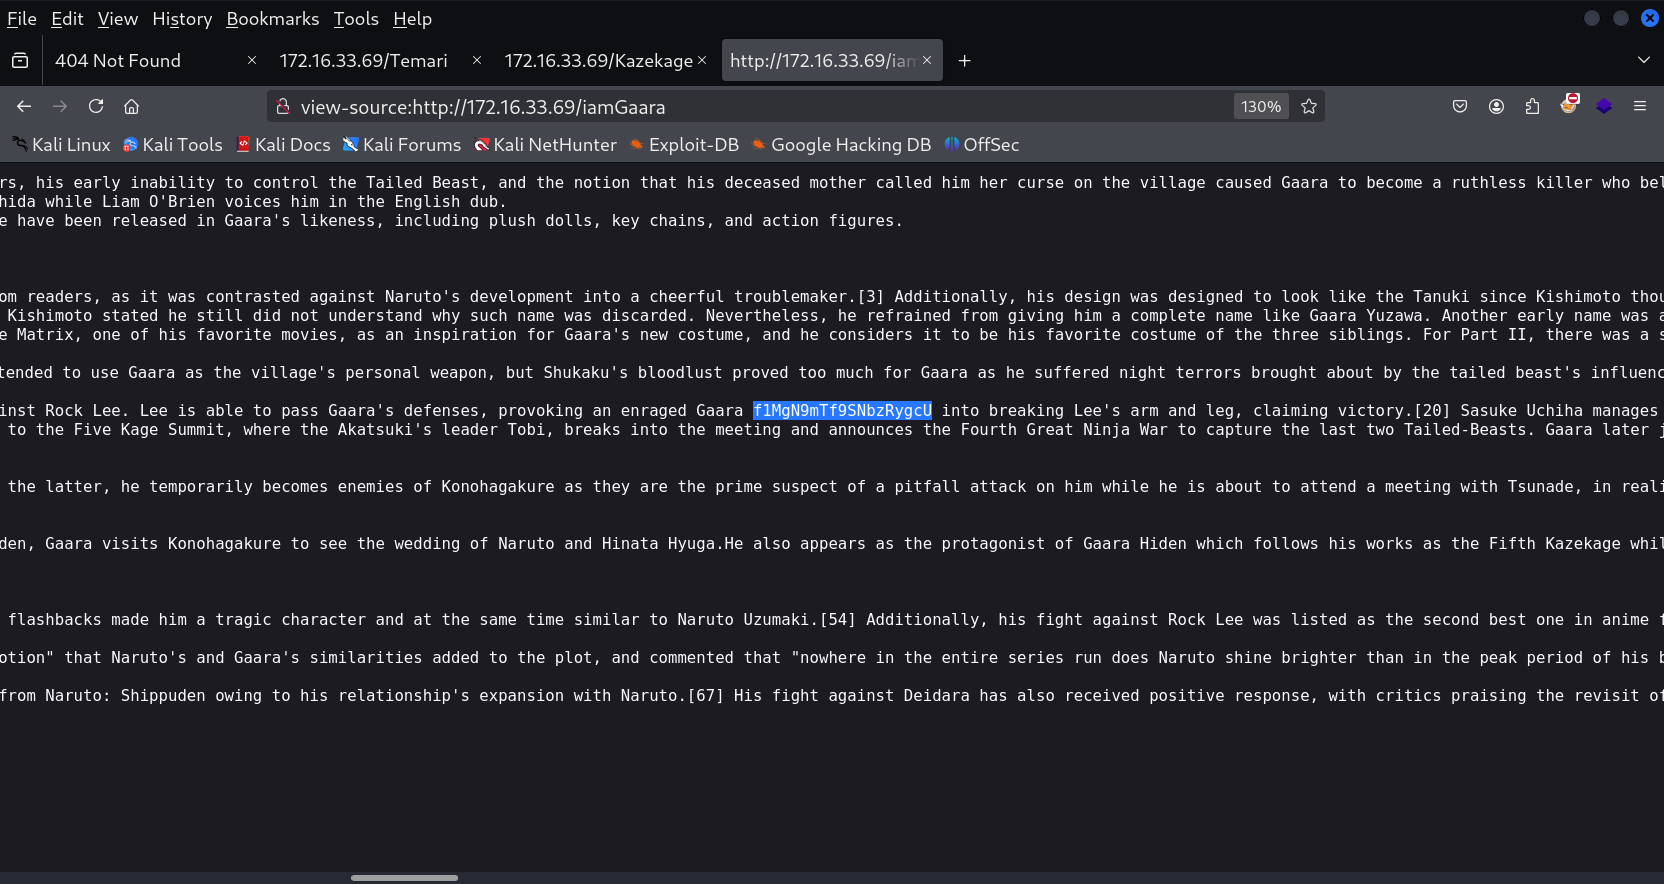 File Edit View History Bookmarks Tools Help
404 Not Found 172.16.33.69/Temari 172.16.33.69/Kazekage http://172.16.33.69/iam
view-source:http://172.16.33.69/iamGaara 130%
Kali Linux Kali Tools Kali Docs Kali Forums Kali NetHunter Exploit-DB Google Hacking DB OffSec
rs, his early inability to control the Tailed Beast, and the notion that his deceased mother called him her curse on the village caused Gaara to become a ruthless killer who bel
hida while Liam O'Brien voices him in the English dub.
e have been released in Gaara's likeness, including plush dolls, key chains, and action figures.
om readers, as it was contrasted against Naruto's development into a cheerful troublemaker.[3] Additionally, his design was designed to look like the Tanuki since Kishimoto thou
Kishimoto stated he still did not understand why such name was discarded. Nevertheless, he refrained from giving him a complete name like Gaara Yuzawa. Another early name was a
e Matrix, one of his favorite movies, as an inspiration for Gaara's new costume, and he considers it to be his favorite costume of the three siblings. For Part II, there was a s
tended to use Gaara as the village's personal weapon, but Shukaku's bloodlust proved too much for Gaara as he suffered night terrors brought about by the tailed beast's influenc
inst Rock Lee. Lee is able to pass Gaara's defenses, provoking an enraged Gaara f1MgN9mTf9SNbzRygcU into breaking Lee's arm and leg, claiming victory.[20] Sasuke Uchiha manages
to the Five Kage Summit, where the Akatsuki's leader Tobi, breaks into the meeting and announces the Fourth Great Ninja War to capture the last two Tailed-Beasts. Gaara later j
the latter, he temporarily becomes enemies of Konohagakure as they are the prime suspect of a pitfall attack on him while he is about to attend a meeting with Tsunade, in reali
den, Gaara visits Konohagakure to see the wedding of Naruto and Hinata Hyuga.He also appears as the protagonist of Gaara Hiden which follows his works as the Fifth Kazekage whil
flashbacks made him a tragic character and at the same time similar to Naruto Uzumaki.[54] Additionally, his fight against Rock Lee was listed as the second best one in anime f
otion" that Naruto's and Gaara's similarities added to the plot, and commented that "nowhere in the entire series run does Naruto shine brighter than in the peak period of his b
from Naruto: Shippuden owing to his relationship's expansion with Naruto.[67] His fight against Deidara has also received positive response, with critics praising the revisit of